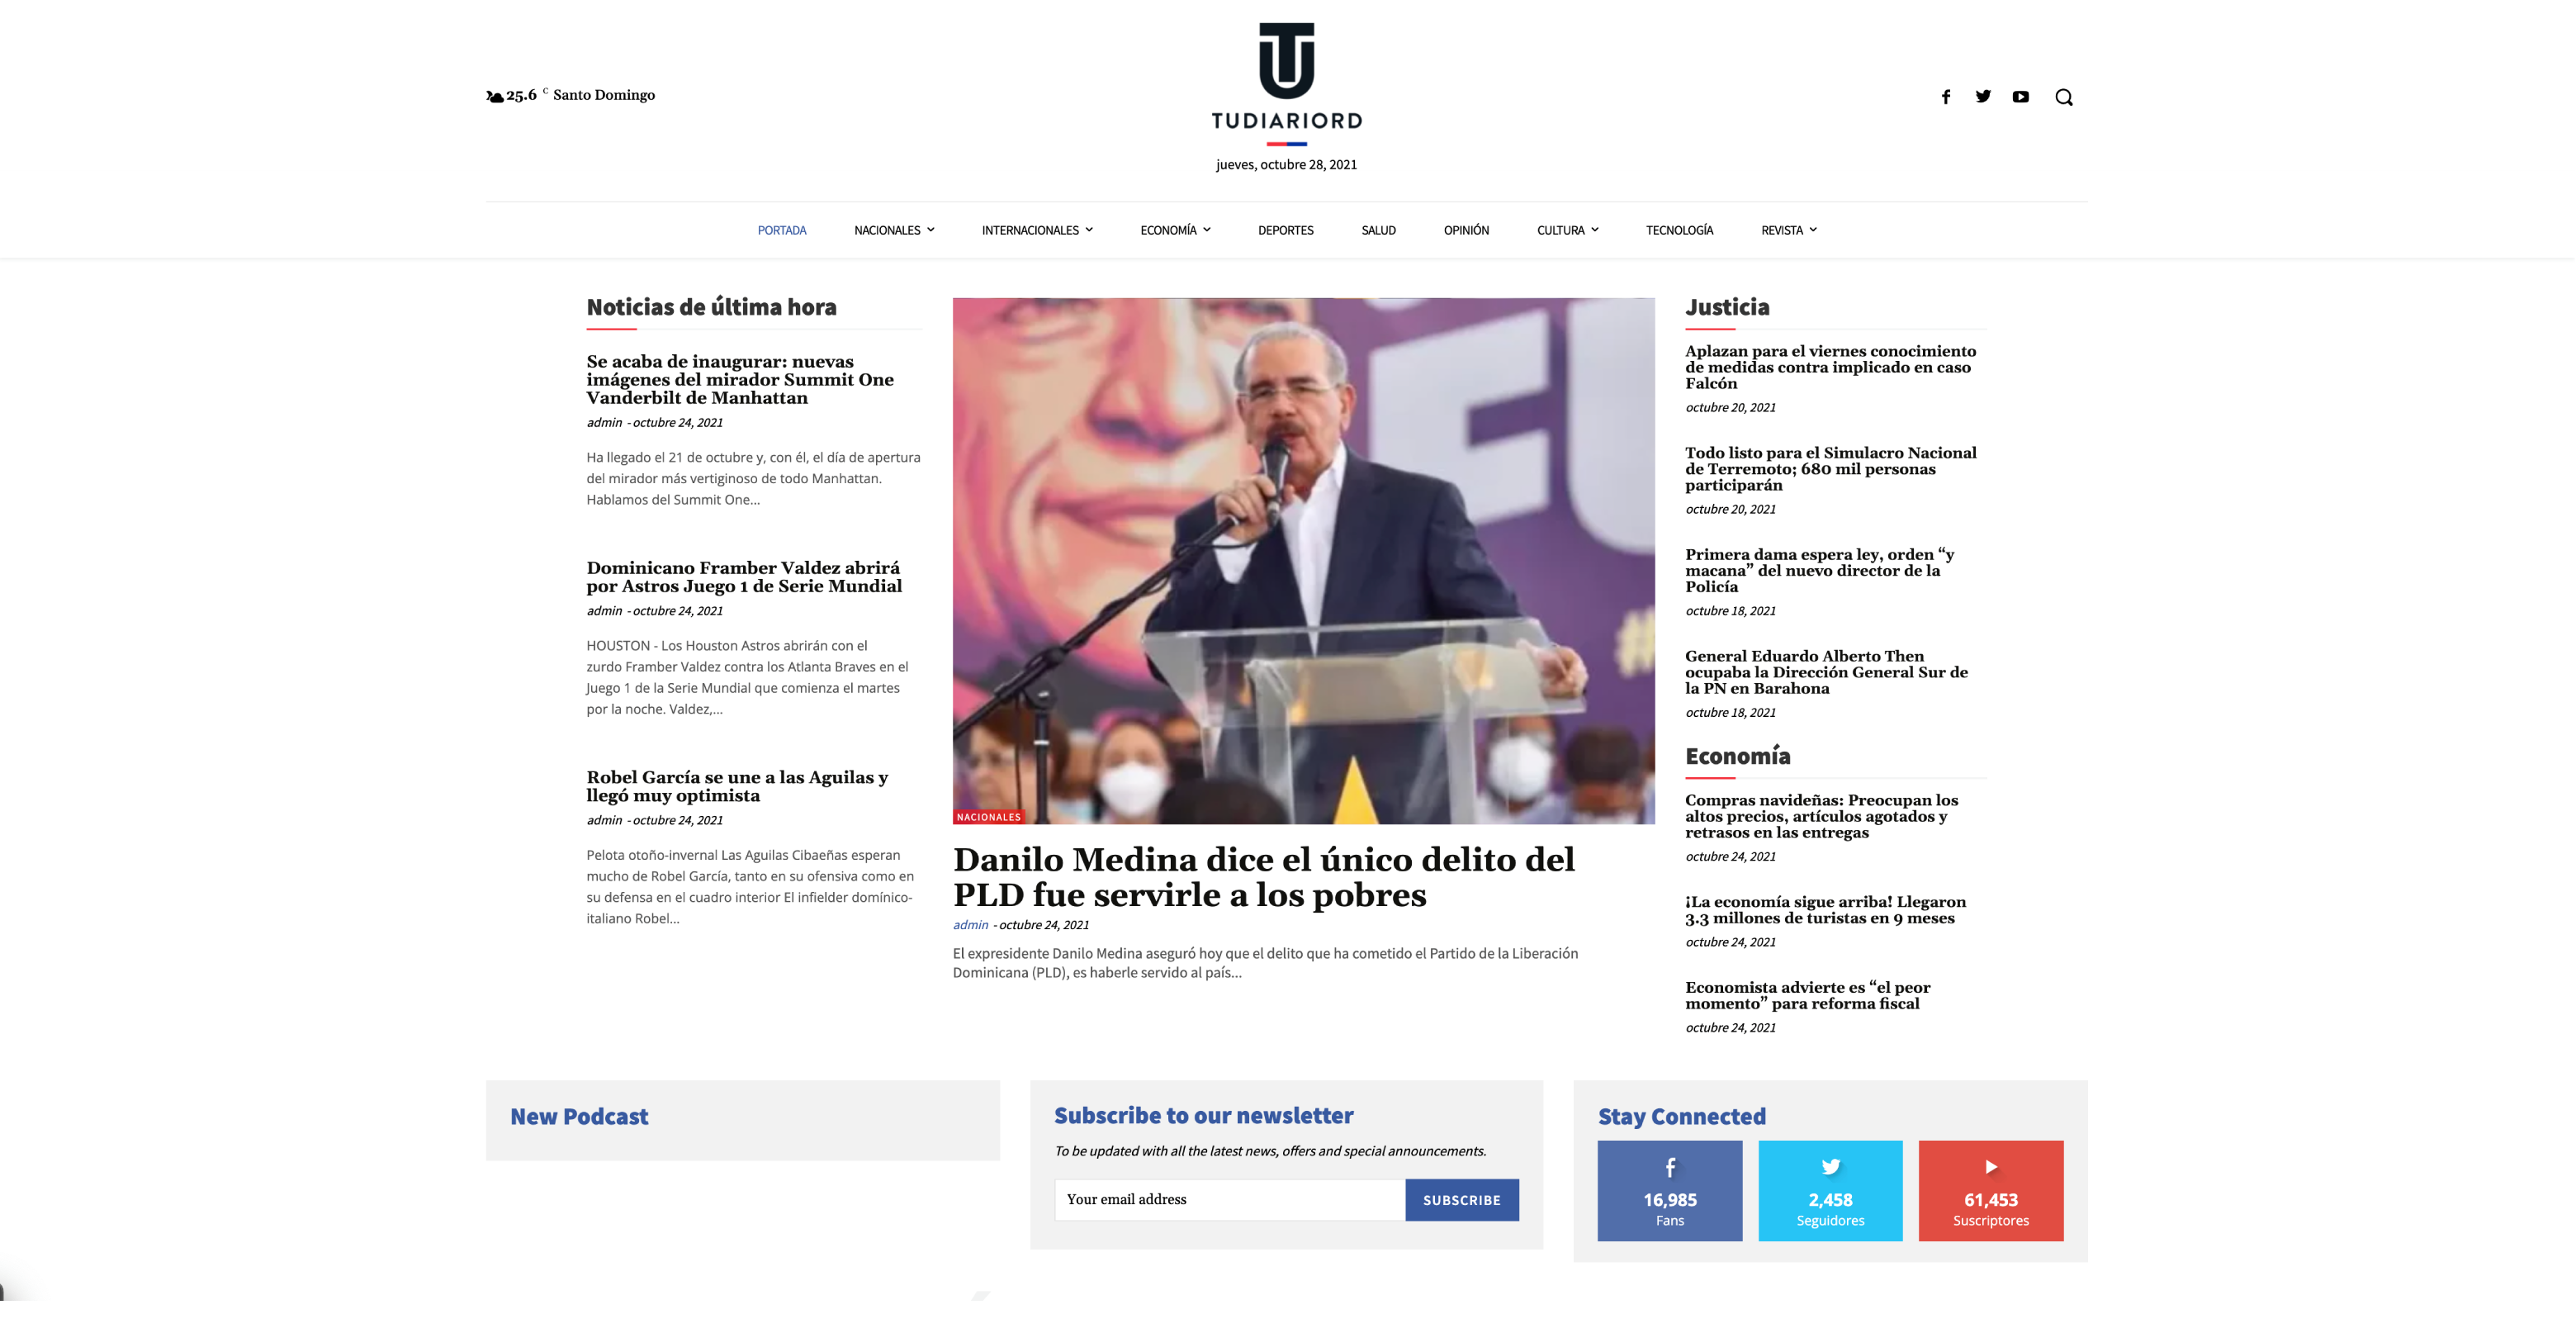 25.6 C Santo Domingo
TUDIARIORD
jueves, octubre 28, 2021
PORTADA NACIONALES INTERNACIONALES ECONOMÍA DEPORTES SALUD OPINIÓN CULTURA TECNOLOGÍA REVISTA
Noticias de última hora
Se acaba de inaugurar: nuevas
imágenes del mirador Summit One
Vanderbilt de Manhattan
admin - octubre 24, 2021
Ha llegado el 21 de octubre y, con él, el día de apertura
del mirador más vertiginoso de todo Manhattan.
Hablamos del Summit One...
Dominicano Framber Valdez abrirá
por Astros Juego 1 de Serie Mundial
admin - octubre 24, 2021
HOUSTON - Los Houston Astros abrirán con el
zurdo Framber Valdez contra los Atlanta Braves en el
Juego 1 de la Serie Mundial que comienza el martes
por la noche. Valdez,...
Robel García se une a las Aguilas y
llegó muy optimista
admin - octubre 24, 2021
Pelota otoño-invernal Las Aguilas Cibaeñas esperan
mucho de Robel García, tanto en su ofensiva como en
su defensa en el cuadro interior El infielder domínico-
italiano Robel...
NACIONALES
Danilo Medina dice el único delito del
PLD fue servirle a los pobres
admin - octubre 24, 2021
El expresidente Danilo Medina aseguró hoy que el delito que ha cometido el Partido de la Liberación
Dominicana (PLD), es haberle servido al país...
Justicia
Aplazan para el viernes conocimiento
de medidas contra implicado en caso
Falcón
octubre 20, 2021
Todo listo para el Simulacro Nacional
de Terremoto; 680 mil personas
participarán
octubre 20, 2021
Primera dama espera ley, orden “y
macana” del nuevo director de la
Policía
octubre 18, 2021
General Eduardo Alberto Then
ocupaba la Dirección General Sur de
la PN en Barahona
octubre 18, 2021
Economía
Compras navideñas: Preocupan los
altos precios, artículos agotados y
retrasos en las entregas
octubre 24, 2021
¡La economía sigue arriba! Llegaron
3.3 millones de turistas en 9 meses
octubre 24, 2021
Economista advierte es “el peor
momento” para reforma fiscal
octubre 24, 2021
New Podcast
Subscribe to our newsletter
To be updated with all the latest news, offers and special announcements.
Your email address
SUBSCRIBE
Stay Connected
16,985
Fans
2,458
Seguidores
61,453
Suscriptores